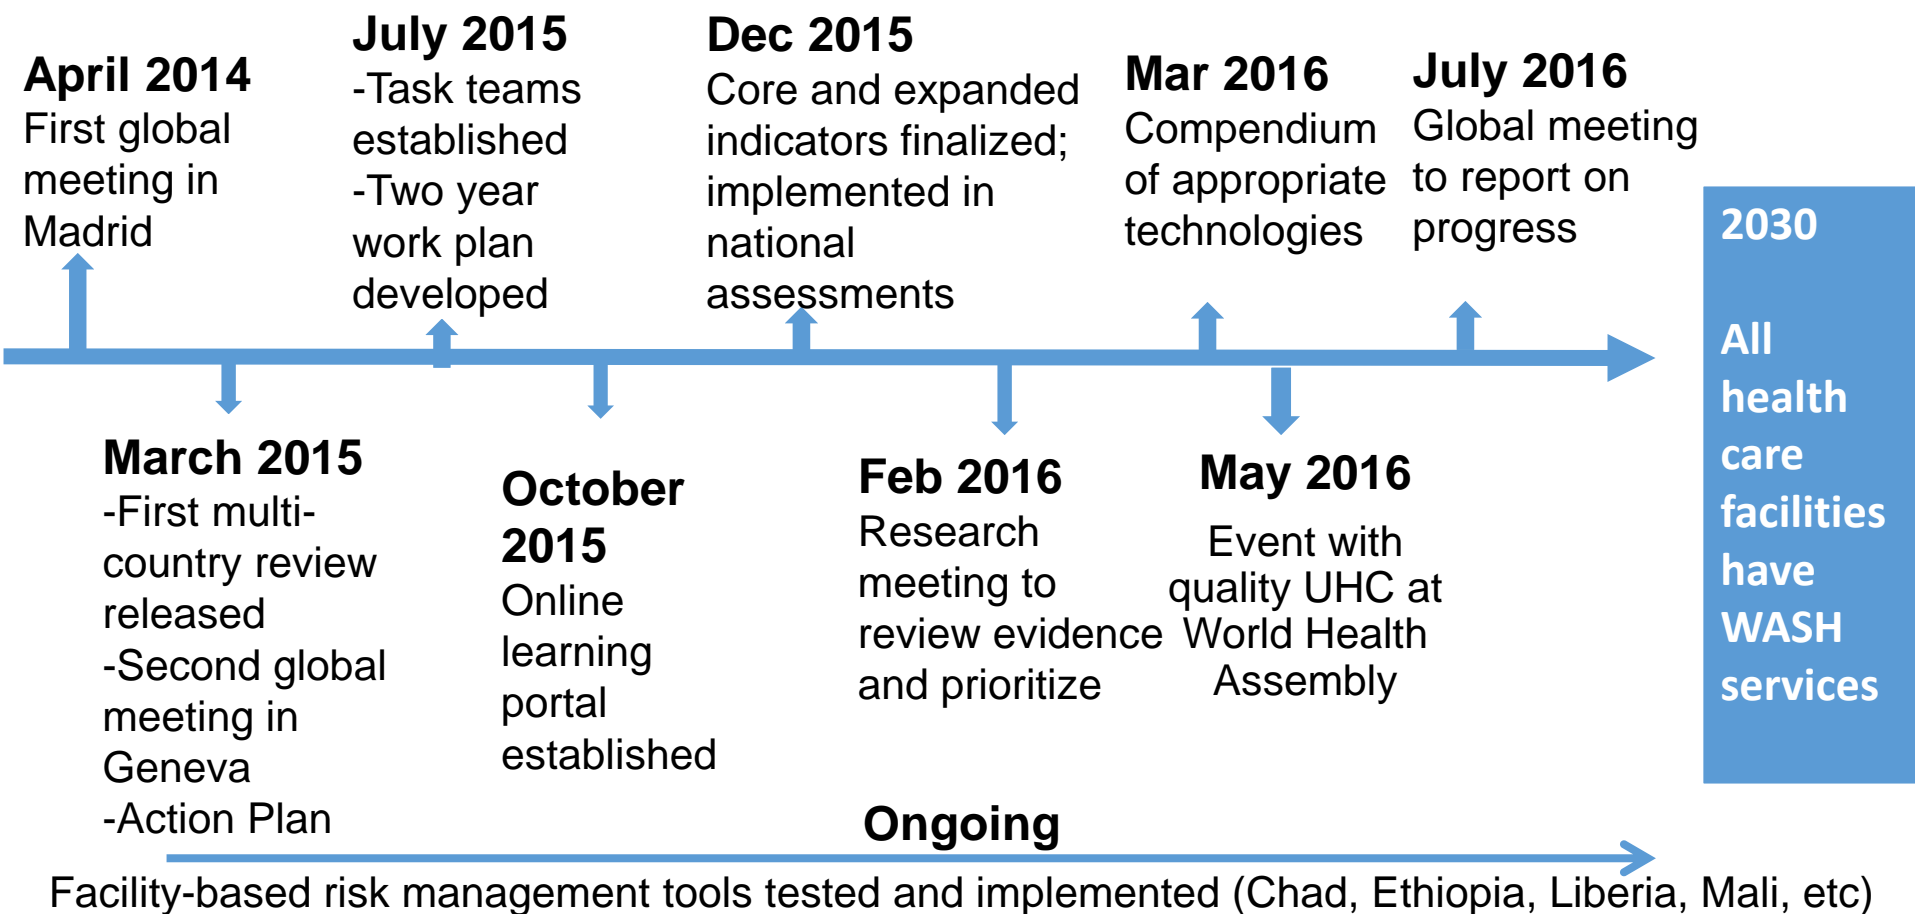 April 2014
First global
meeting in
Madrid
July 2015
-Task teams
established
-Two year
work plan
developed
Dec 2015
Core and expanded
indicators finalized;
implemented in
national
assessments
Mar 2016
Compendium
of appropriate
technologies
July 2016
Global meeting
to report on
progress
March 2015
-First multi-
country review
released
-Second global
meeting in
Geneva
-Action Plan
October
2015
Online
learning
portal
established
Feb 2016
Research
meeting to
review evidence
and prioritize
May 2016
Event with
quality UHC at
World Health
Assembly
2030
All
health
care
facilities
have
WASH
services
Ongoing
Facility-based risk management tools tested and implemented (Chad, Ethiopia, Liberia, Mali, etc)